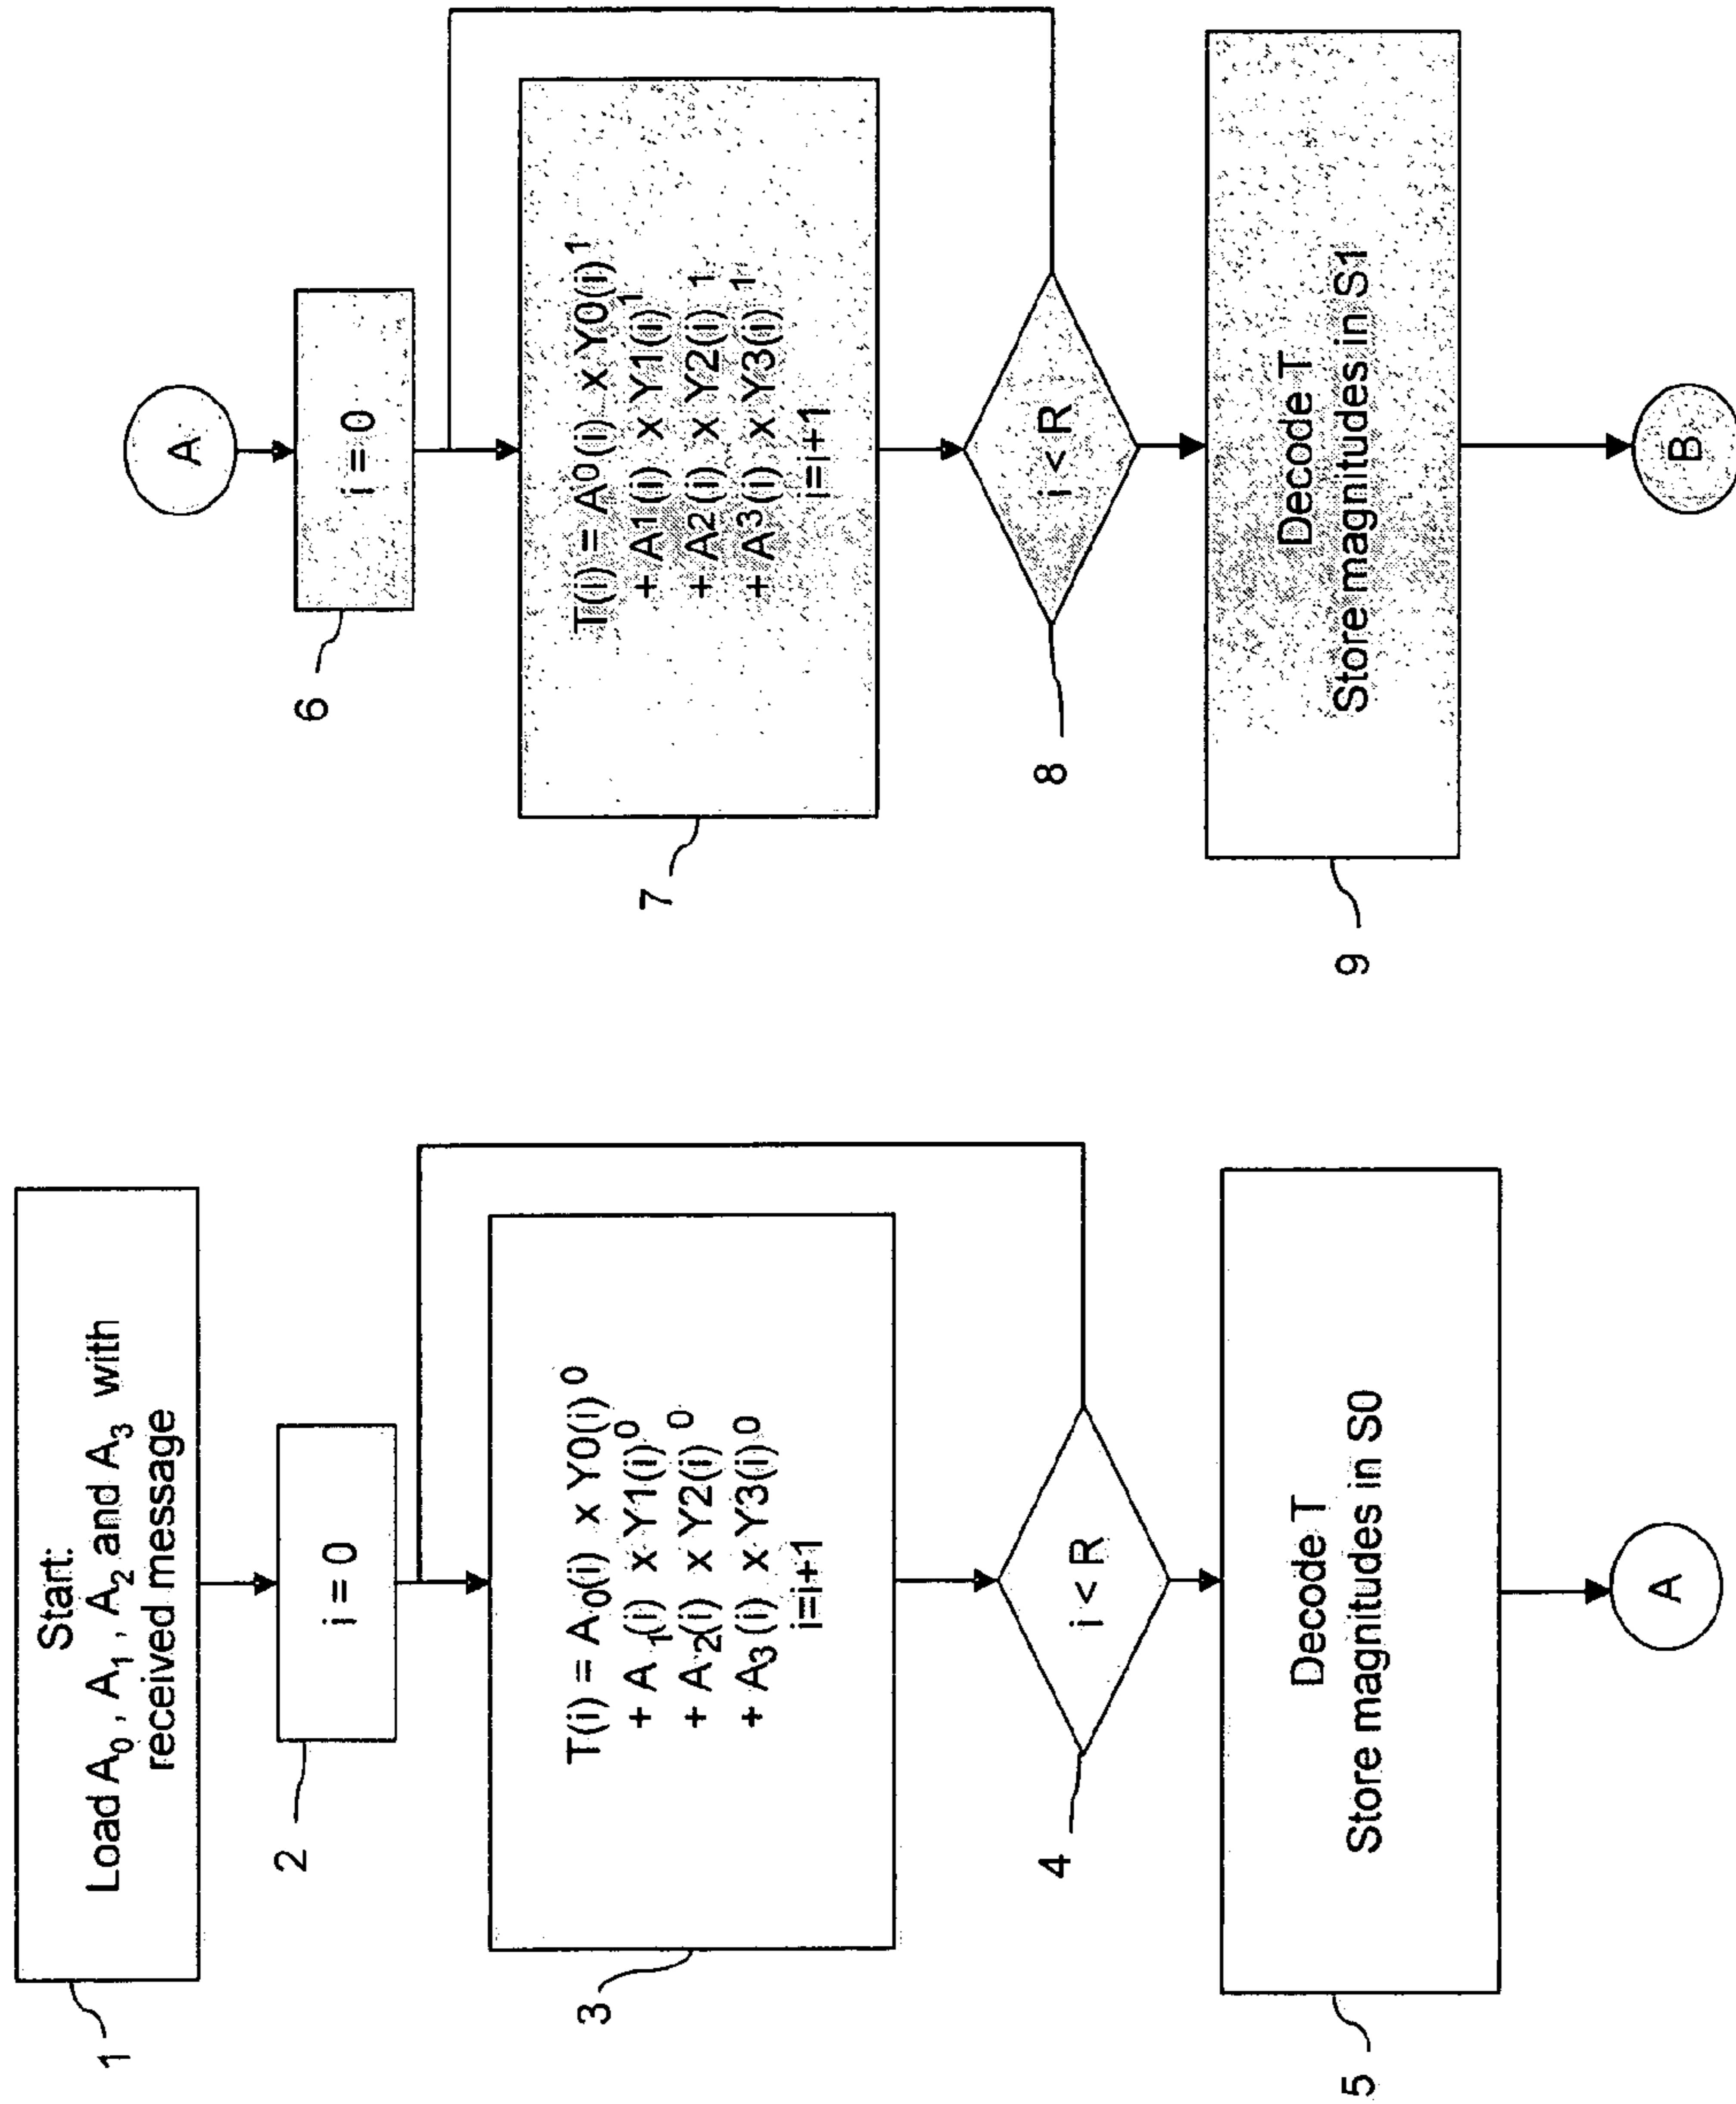 Start:
Load A₀, A₁, A₂ and A₃ with
received message
1
i = 0
2
T(i) = A₀(i) x Y0(i)⁰
+ A₁(i) x Y1(i)⁰
+ A₂(i) x Y2(i)⁰
+ A₃(i) x Y3(i)⁰
i=i+1
3
i < R
4
Decode T
Store magnitudes in S0
5
A
A
i = 0
6
T(i) = A⁰(i) x Y0(i)¹
+ A1(i) x Y1(i)¹
+ A2(i) x Y2(i)¹
+ A³(i) x Y3(i)¹
i=i+1
7
i < R
8
Decode T
Store magnitudes in S1
9
B